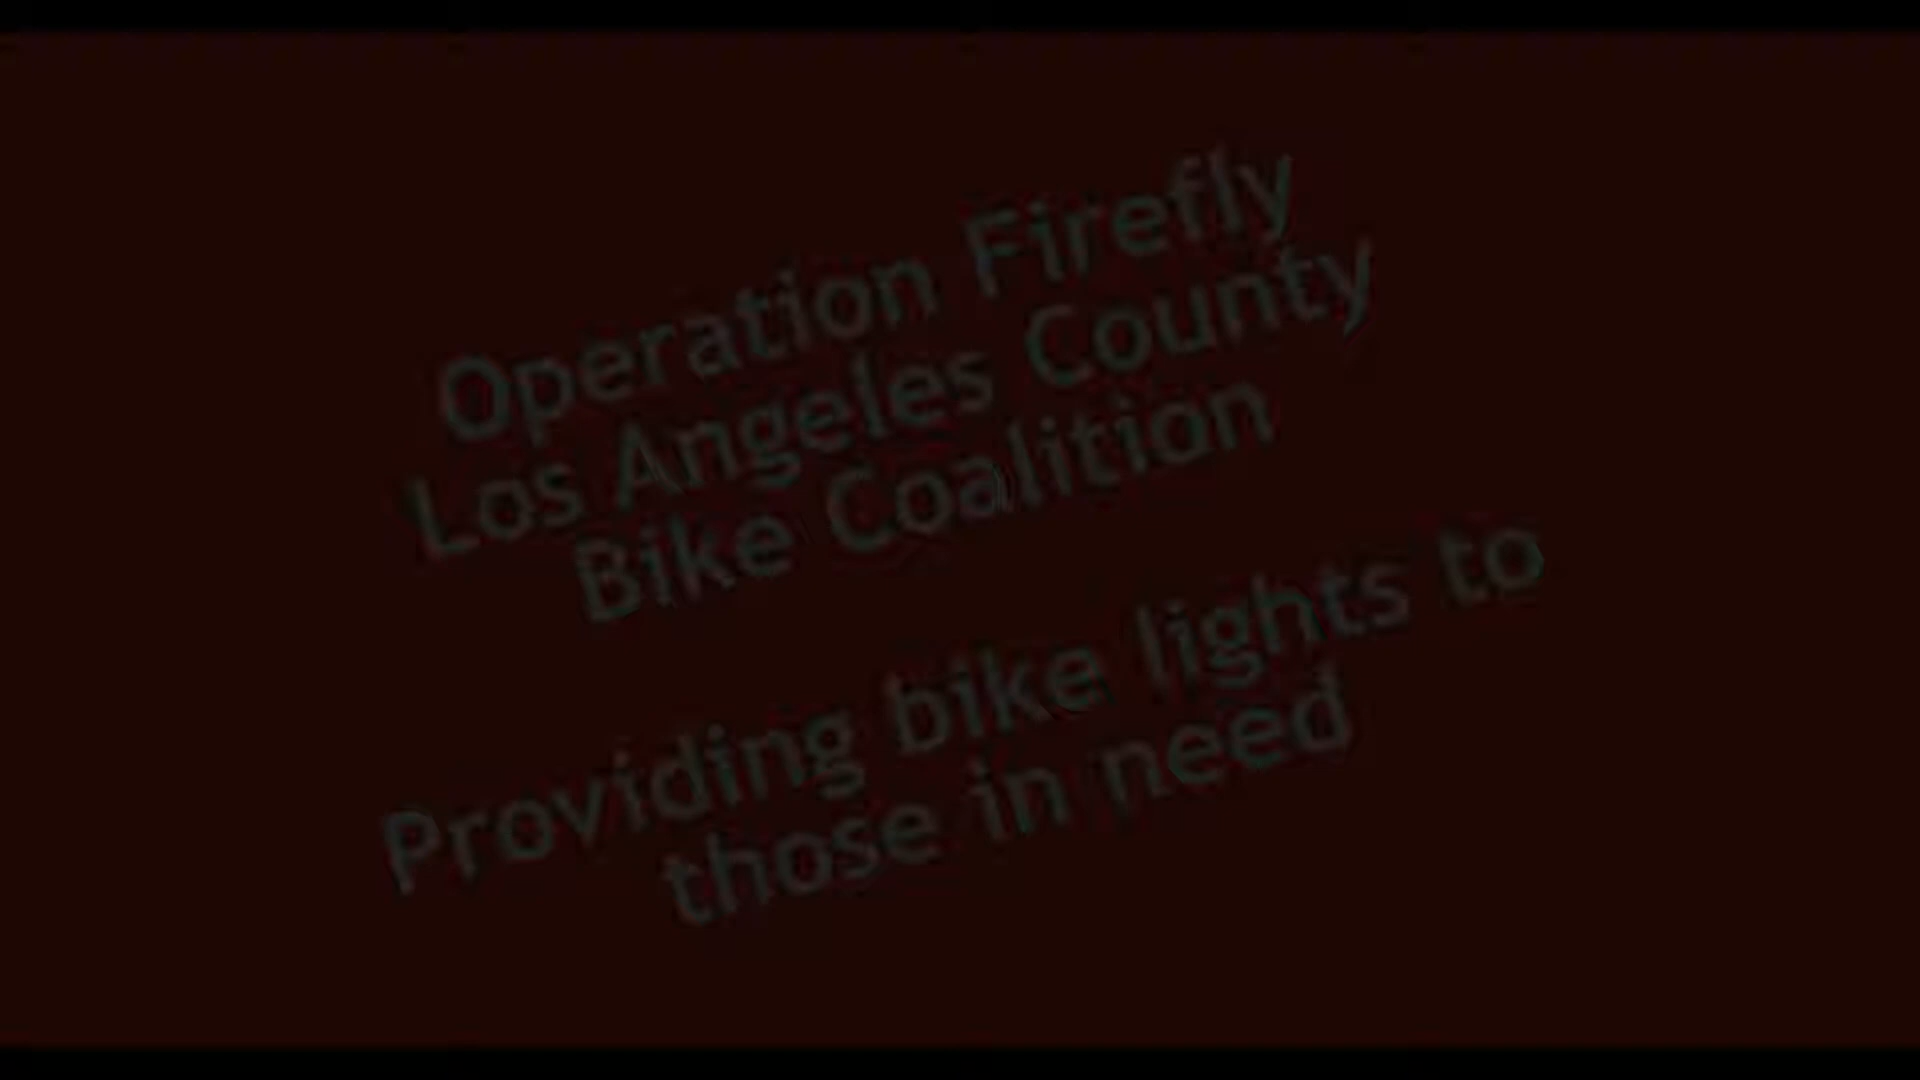 Operation Firefly
Los Angeles County
Bike Coalition
Providing bike lights to
those in need